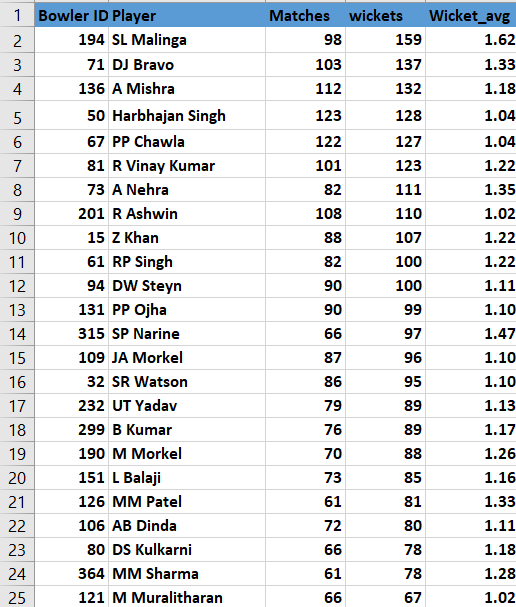 1 Bowler ID Player Matches wickets Wicket_avg
2 194 SL Malinga 98 159 1.62
3 71 DJ Bravo 103 137 1.33
4 136 A Mishra 112 132 1.18
5 50 Harbhajan Singh 123 128 1.04
6 67 PP Chawla 122 127 1.04
7 81 R Vinay Kumar 101 123 1.22
8 73 A Nehra 82 111 1.35
9 201 R Ashwin 108 110 1.02
10 15 Z Khan 88 107 1.22
11 61 RP Singh 82 100 1.22
12 94 DW Steyn 90 100 1.11
13 131 PP Ojha 90 99 1.10
14 315 SP Narine 66 97 1.47
15 109 JA Morkel 87 96 1.10
16 32 SR Watson 86 95 1.10
17 232 UT Yadav 79 89 1.13
18 299 B Kumar 76 89 1.17
19 190 M Morkel 70 88 1.26
20 151 L Balaji 73 85 1.16
21 126 MM Patel 61 81 1.33
22 106 AB Dinda 72 80 1.11
23 80 DS Kulkarni 66 78 1.18
24 364 MM Sharma 61 78 1.28
25 121 M Muralitharan 66 67 1.02